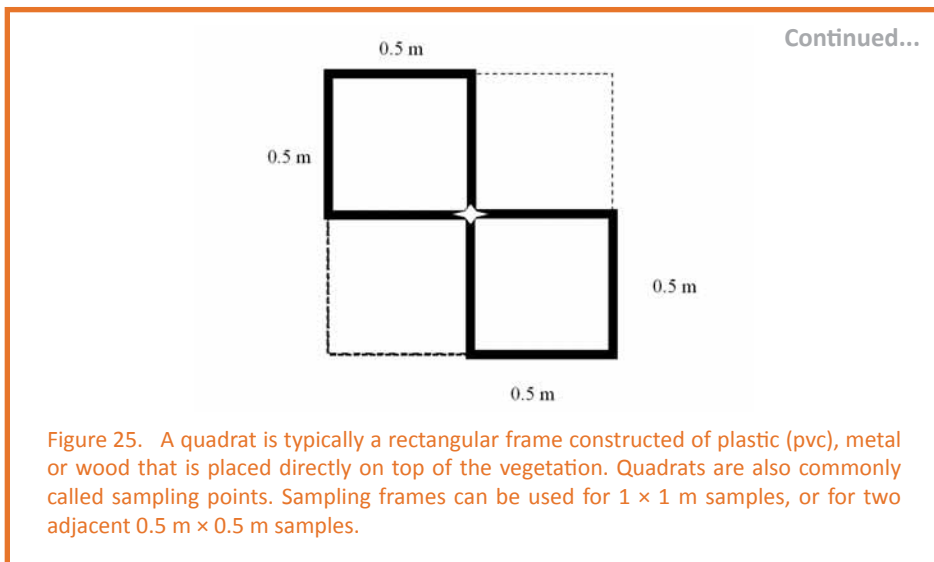 Continued...
0.5 m
0.5 m
0.5 m
0.5 m
Figure 25. A quadrat is typically a rectangular frame constructed of plastic (pvc), metal
or wood that is placed directly on top of the vegetation. Quadrats are also commonly
called sampling points. Sampling frames can be used for 1 × 1 m samples, or for two
adjacent 0.5 m × 0.5 m samples.